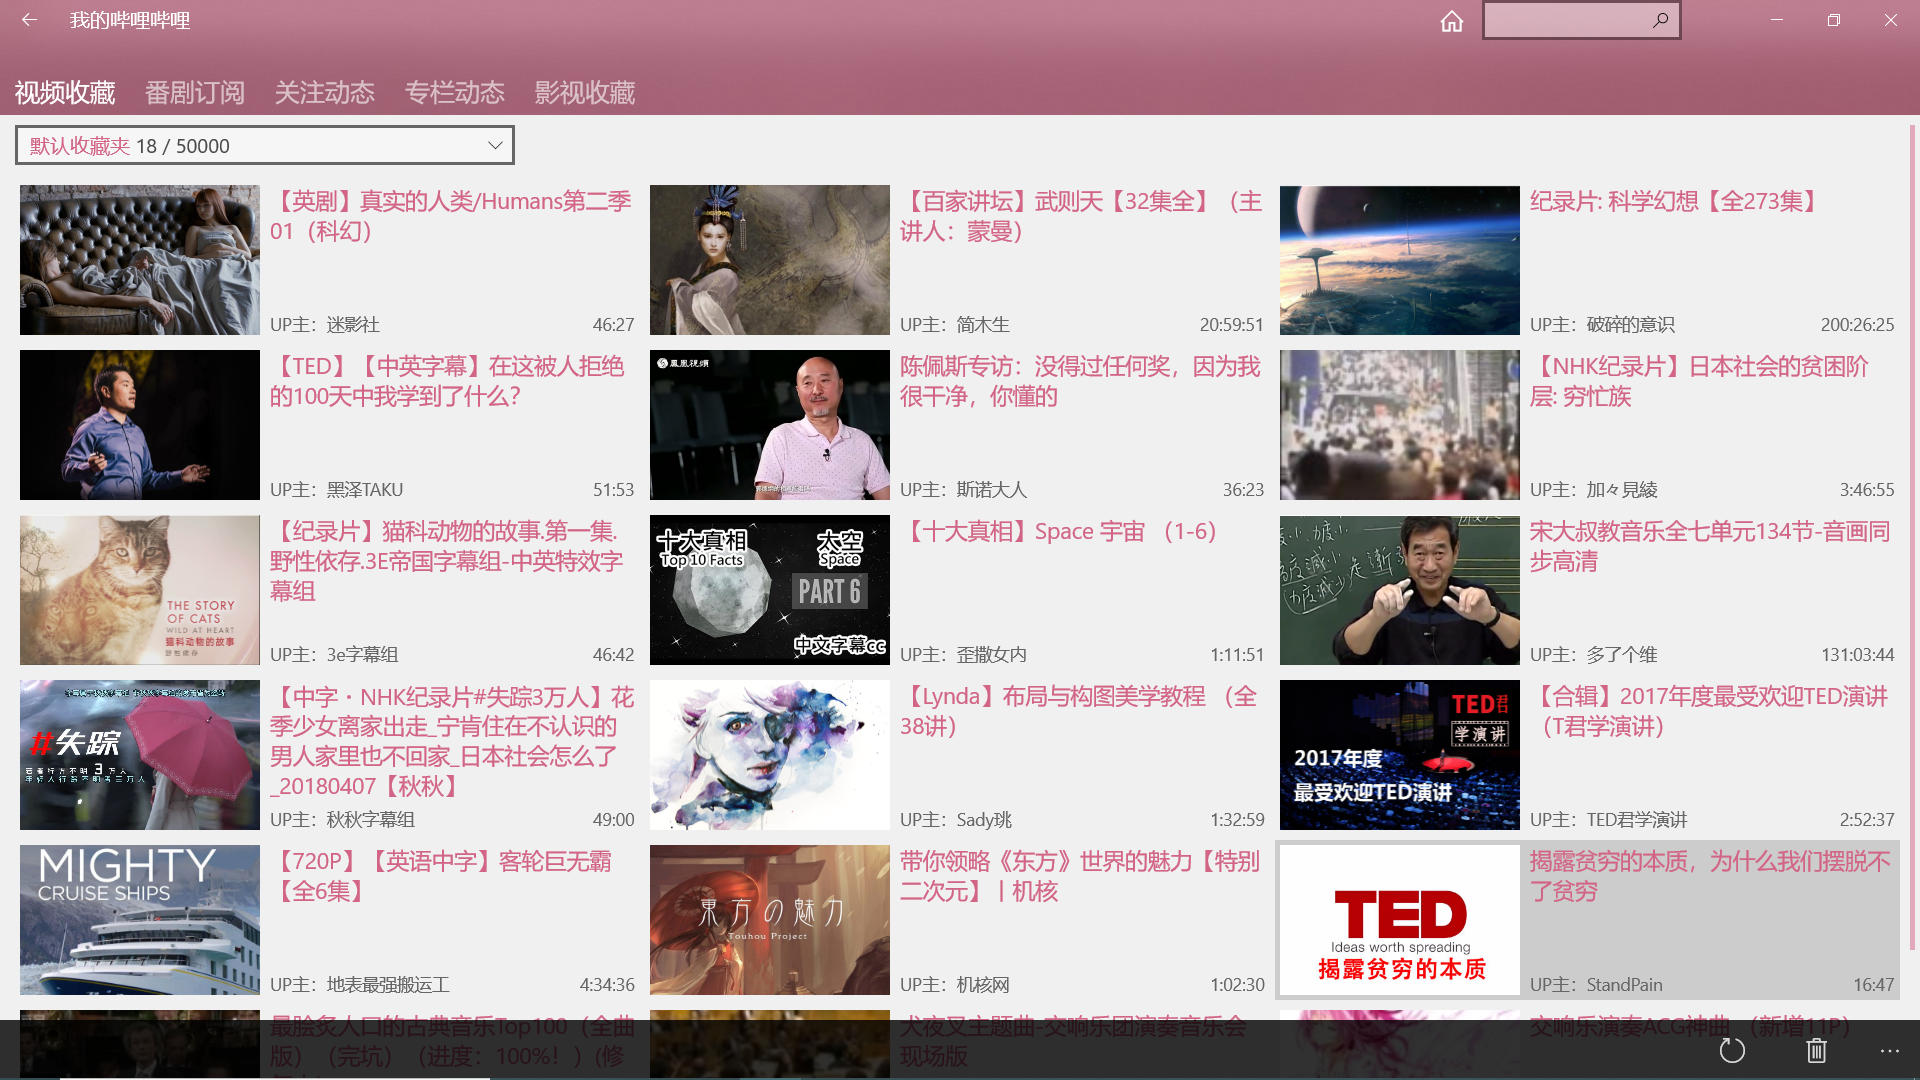 我的哔哩哔哩
视频收藏 番剧订阅 关注动态 专栏动态 影视收藏
默认收藏夹 18 / 50000
【英剧】真实的人类/Humans第二季
01（科幻）
UP主：迷影社 46:27
【百家讲坛】武则天【32集全】（主
讲人：蒙曼）
UP主：简木生 20:59:51
纪录片: 科学幻想【全273集】
UP主：破碎的意识 200:26:25
【TED】【中英字幕】在这被人拒绝
的100天中我学到了什么？
UP主：黑泽TAKU 51:53
鳳凰视频
陈佩斯专访：没得过任何奖，因为我
很干净，你懂的
UP主：斯诺大人 36:23
【NHK纪录片】日本社会的贫困阶
层: 穷忙族
UP主：加々見綾 3:46:55
THE STORY
OF CATS
WILD AT HEART
猫科动物的故事
野性依存
【纪录片】猫科动物的故事.第一集.
野性依存.3E帝国字幕组-中英特效字
幕组
UP主：3e字幕组 46:42
十大真相 太空
Top 10 Facts Space
PART 6
中文字幕cc
【十大真相】Space 宇宙 （1-6）
UP主：歪撒女内 1:11:51
宋大叔教音乐全七单元134节-音画同
步高清
UP主：多了个维 131:03:44
#失踪
【中字・NHK纪录片#失踪3万人】花
季少女离家出走_宁肯住在不认识的
男人家里也不回家_日本社会怎么了
_20180407【秋秋】
UP主：秋秋字幕组 49:00
【Lynda】布局与构图美学教程 （全
38讲）
UP主：Sady珧 1:32:59
TED君
学演讲
2017年度
最受欢迎TED演讲
【合辑】2017年度最受欢迎TED演讲
（T君学演讲）
UP主：TED君学演讲 2:52:37
MIGHTY
CRUISE SHIPS
【720P】【英语中字】客轮巨无霸
【全6集】
UP主：地表最强搬运工 4:34:36
東方の魅力
Touhou Project
带你领略《东方》世界的魅力【特别
二次元】丨机核
UP主：机核网 1:02:30
TED
Ideas worth spreading
揭露贫穷的本质
揭露贫穷的本质，为什么我们摆脱不
了贫穷
UP主：StandPain 16:47
最脍炙人口的古典音乐Top100（全曲
版）（完坑）（进度：100%！）(修
犬夜叉主题曲-交响乐团演奏音乐会
现场版
交响乐演奏ACG神曲 （新增11P）